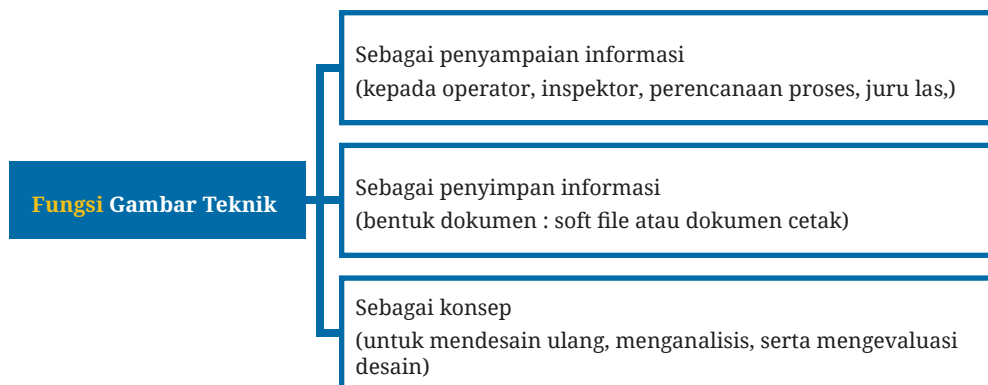 Sebagai penyampaian informasi
(kepada operator, inspektor, perencanaan proses, juru las,)
Fungsi Gambar Teknik
Sebagai penyimpan informasi
(bentuk dokumen : soft file atau dokumen cetak)
Sebagai konsep
(untuk mendesain ulang, menganalisis, serta mengevaluasi
desain)